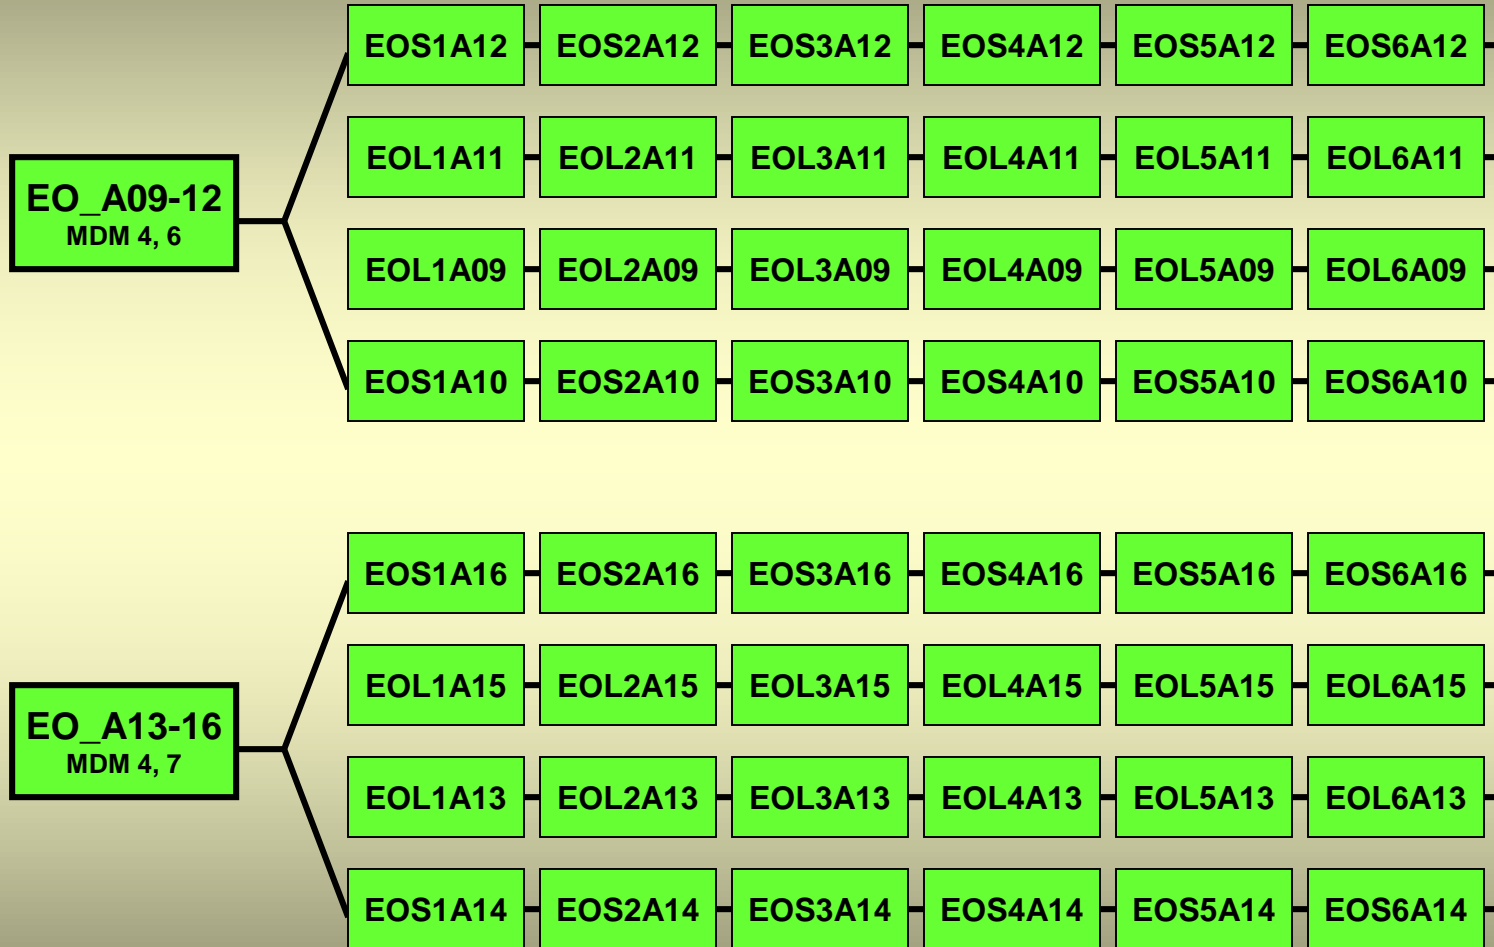 EOS1A12 EOS2A12 EOS3A12 EOS4A12 EOS5A12 EOS6A12
EOL1A11 EOL2A11 EOL3A11 EOL4A11 EOL5A11 EOL6A11
EO_A09-12
MDM 4, 6
EOL1A09 EOL2A09 EOL3A09 EOL4A09 EOL5A09 EOL6A09
EOS1A10 EOS2A10 EOS3A10 EOS4A10 EOS5A10 EOS6A10
EOS1A16 EOS2A16 EOS3A16 EOS4A16 EOS5A16 EOS6A16
EOL1A15 EOL2A15 EOL3A15 EOL4A15 EOL5A15 EOL6A15
EO_A13-16
MDM 4, 7
EOL1A13 EOL2A13 EOL3A13 EOL4A13 EOL5A13 EOL6A13
EOS1A14 EOS2A14 EOS3A14 EOS4A14 EOS5A14 EOS6A14